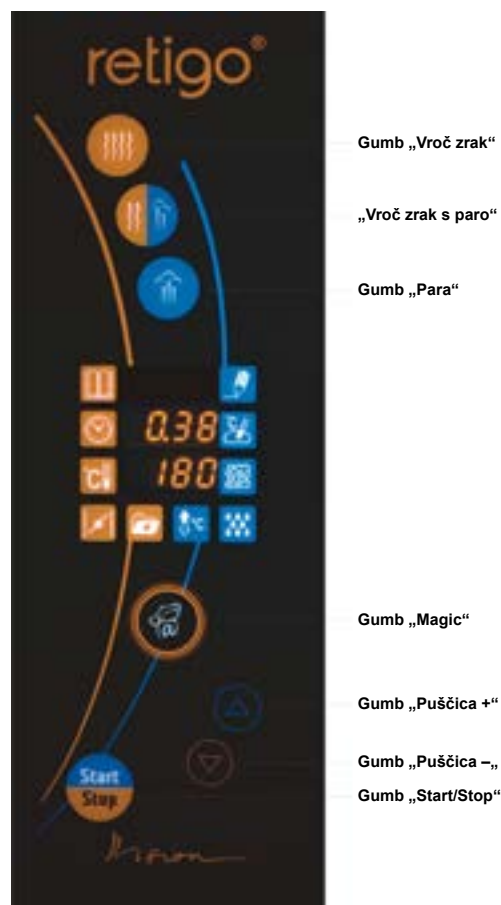 retigo®
Gumb „Vroč zrak“
„Vroč zrak s paro“
Gumb „Para“
0.38
180
°C
°C
Gumb „Magic“
Gumb „Puščica +“
Gumb „Puščica –„
Start
Stop
Gumb „Start/Stop“
Vision